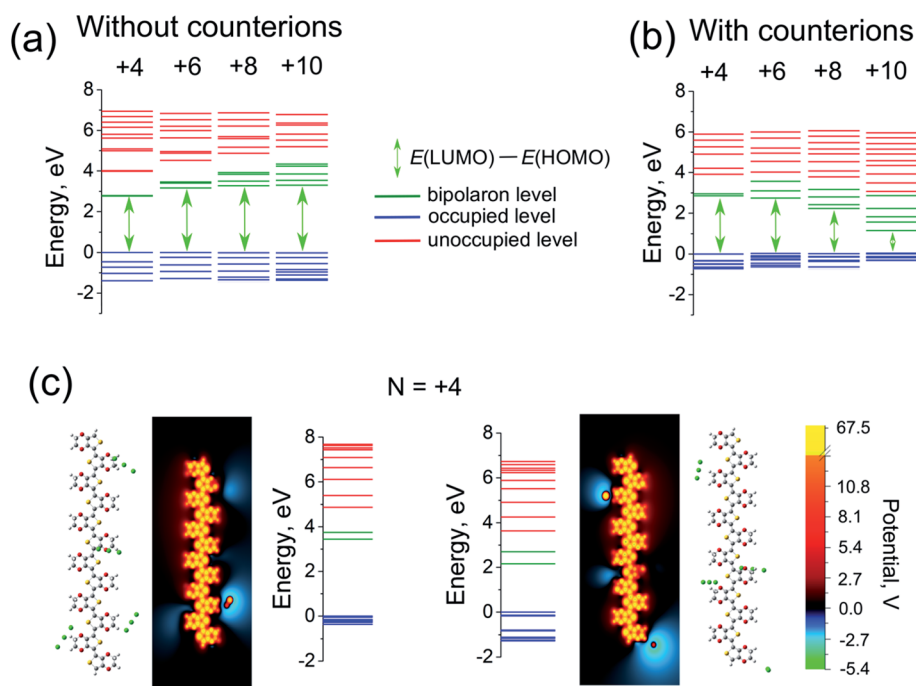 (a) Without counterions
+4 +6 +8 +10
Energy, eV
8
6
4
2
0
-2
E(LUMO) — E(HOMO)
bipolaron level
occupied level
unoccupied level
(b) With counterions
+4 +6 +8 +10
Energy, eV
8
6
4
2
0
-2
(c)
N = +4
Energy, eV
8
6
4
2
0
-2
Energy, eV
8
6
4
2
0
-2
67.5
10.8
8.1
5.4
2.7
0.0
-2.7
-5.4
Potential, V